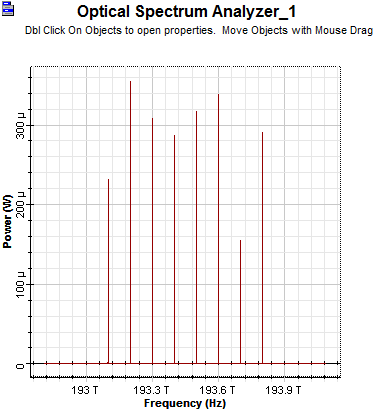 Optical Spectrum Analyzer_1
Dbl Click On Objects to open properties.  Move Objects with Mouse Drag
300 µ
200 µ
100 µ
0
Power (W)
193 T 193.3 T 193.6 T 193.9 T
Frequency (Hz)